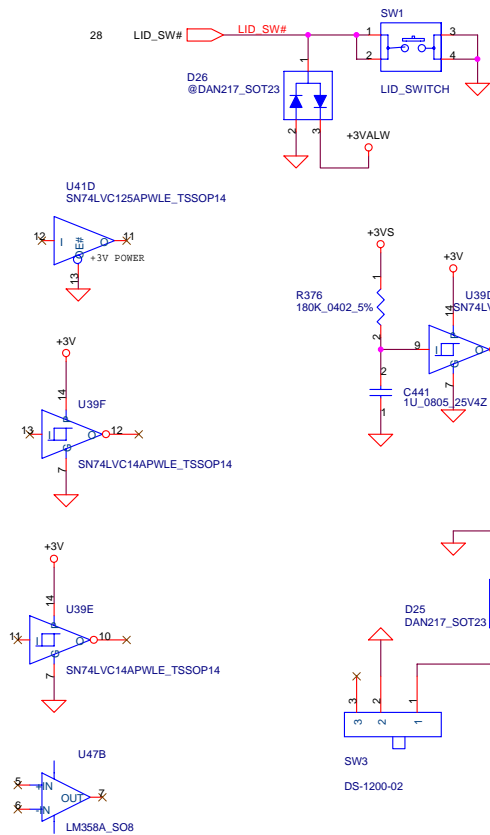 SW1
28 LID_SW# LID_SW# 1 3
2 4
1
D26
@DAN217_SOT23
LID_SWITCH
2 3
+3VALW
U41D
SN74LVC125APWLE_TSSOP14
12 I O 11
OE#
+3V POWER
13
+3VS
+3V
1
R376
180K_0402_5%
2
14
U39D
SN74LV
9 I
P
G
7
2
C441
1U_0805_25V4Z
1
+3V
14
U39F
P
13 I O 12
G
7
SN74LVC14APWLE_TSSOP14
+3V
14
U39E
P
11 I O 10
G
7
SN74LVC14APWLE_TSSOP14
D25
DAN217_SOT23
3 2 1
3 2 1
SW3
DS-1200-02
U47B
5 +IN
OUT 7
6 -IN
LM358A_SO8